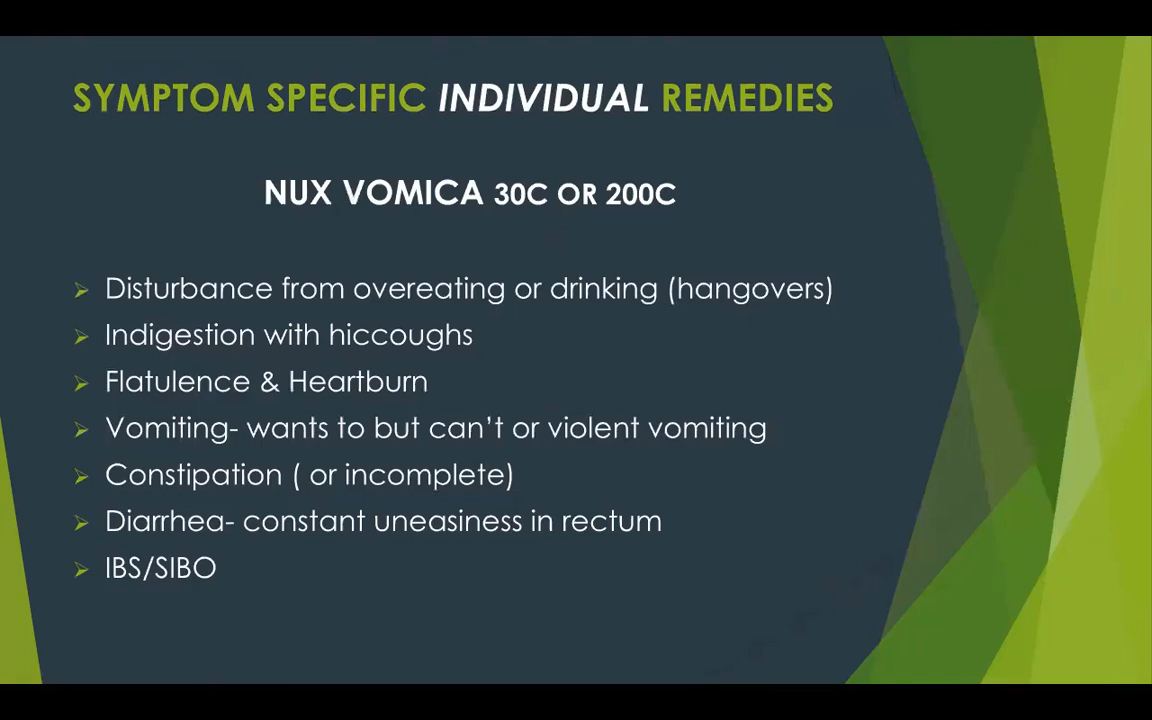 SYMPTOM SPECIFIC INDIVIDUAL REMEDIES
NUX VOMICA 30C OR 200C
Disturbance from overeating or drinking (hangovers)
Indigestion with hiccoughs
Flatulence & Heartburn
Vomiting- wants to but can’t or violent vomiting
Constipation ( or incomplete)
Diarrhea- constant uneasiness in rectum
IBS/SIBO